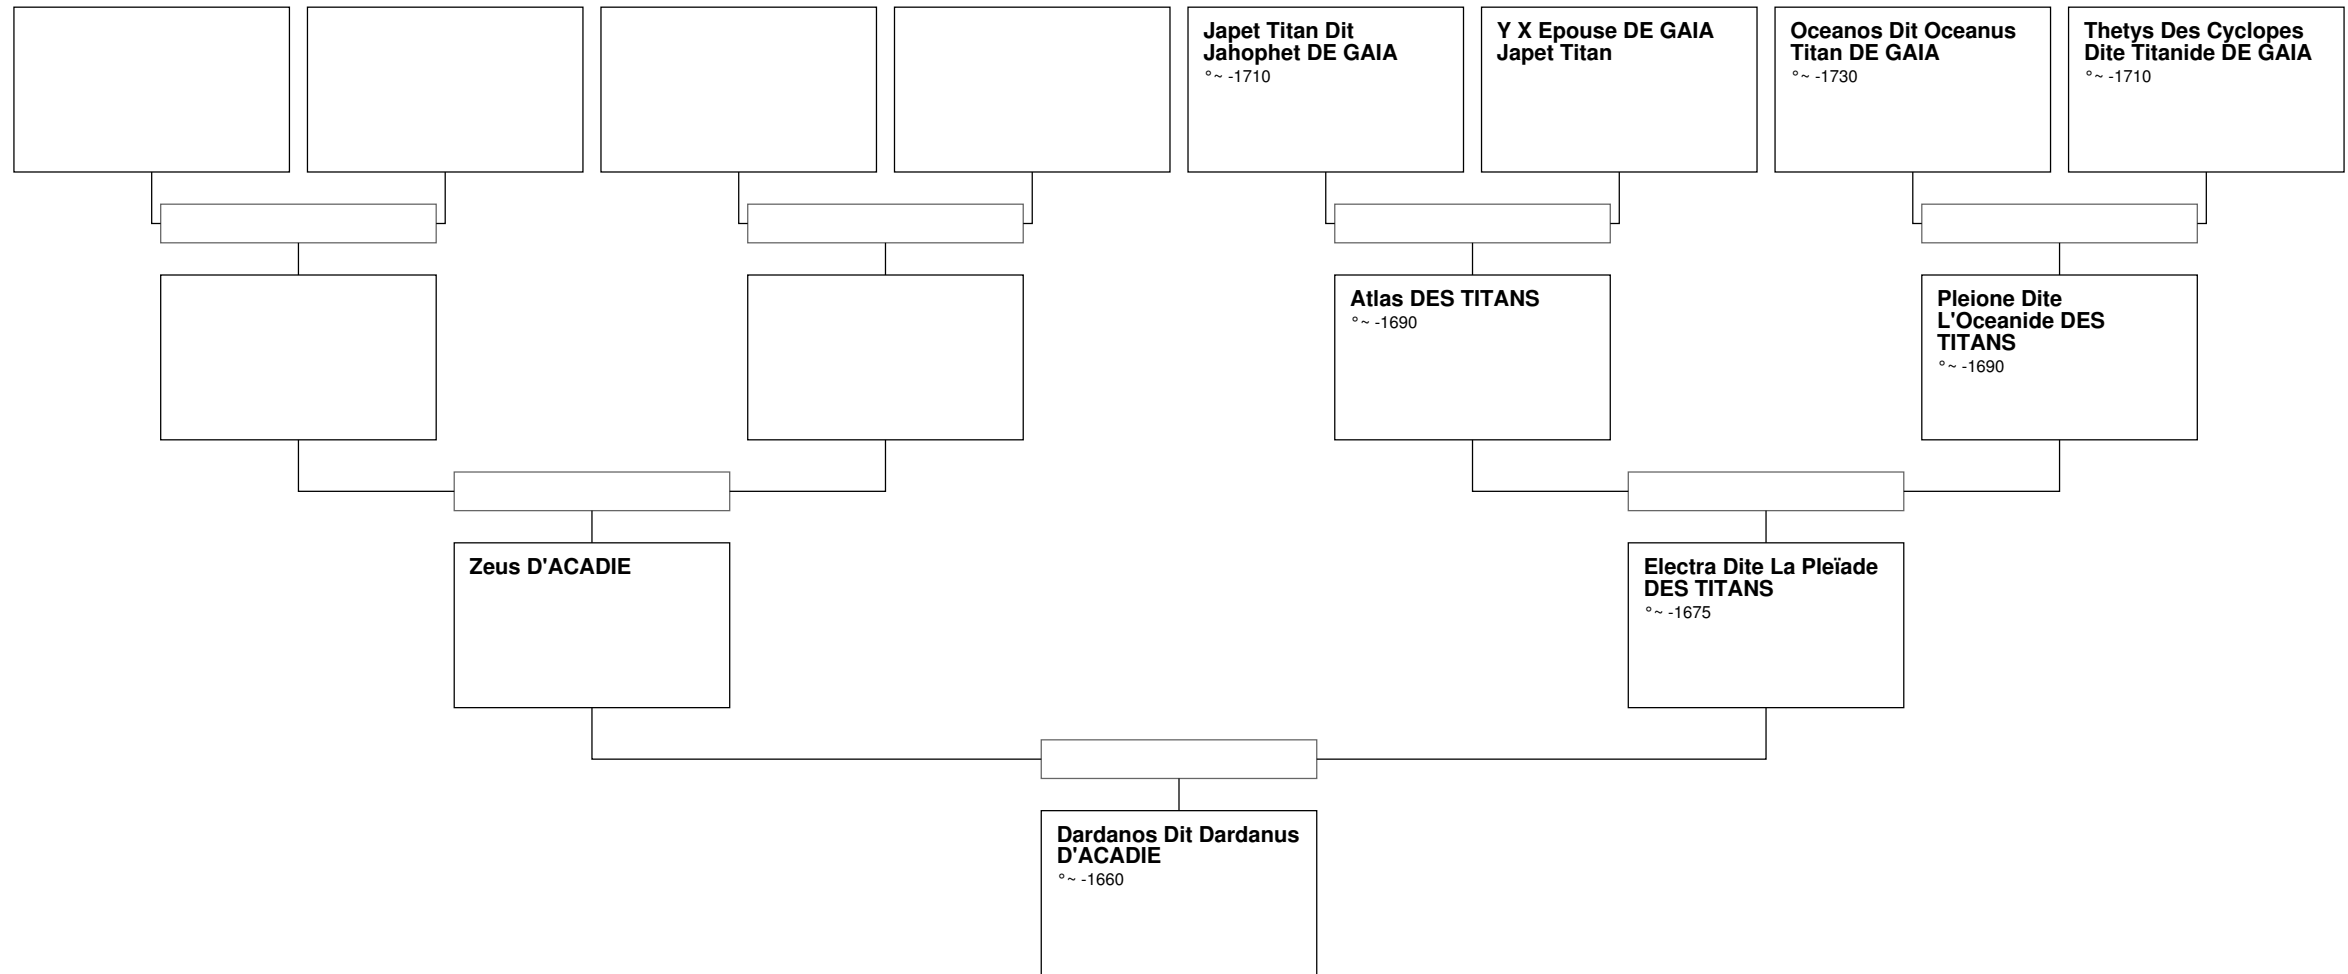 Japet Titan Dit
Jahophet DE GAIA
°~ -1710
Y X Epouse DE GAIA
Japet Titan
Oceanos Dit Oceanus
Titan DE GAIA
°~ -1730
Thetys Des Cyclopes
Dite Titanide DE GAIA
°~ -1710
Atlas DES TITANS
°~ -1690
Pleione Dite
L'Oceanide DES
TITANS
°~ -1690
Zeus D'ACADIE
Electra Dite La Pleïade
DES TITANS
°~ -1675
Dardanos Dit Dardanus
D'ACADIE
°~ -1660